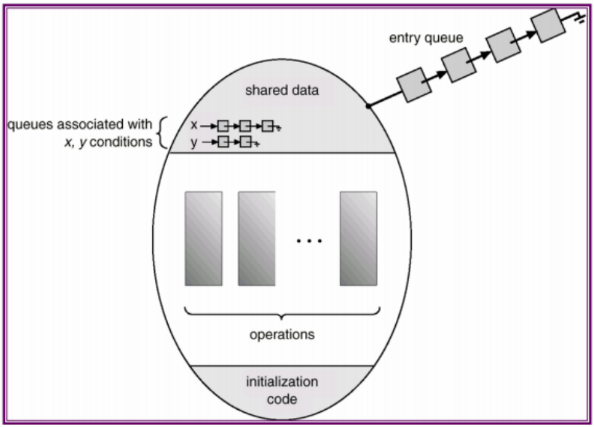 entry queue
shared data
queues associated with
x, y conditions
x
y
...
operations
initialization
code